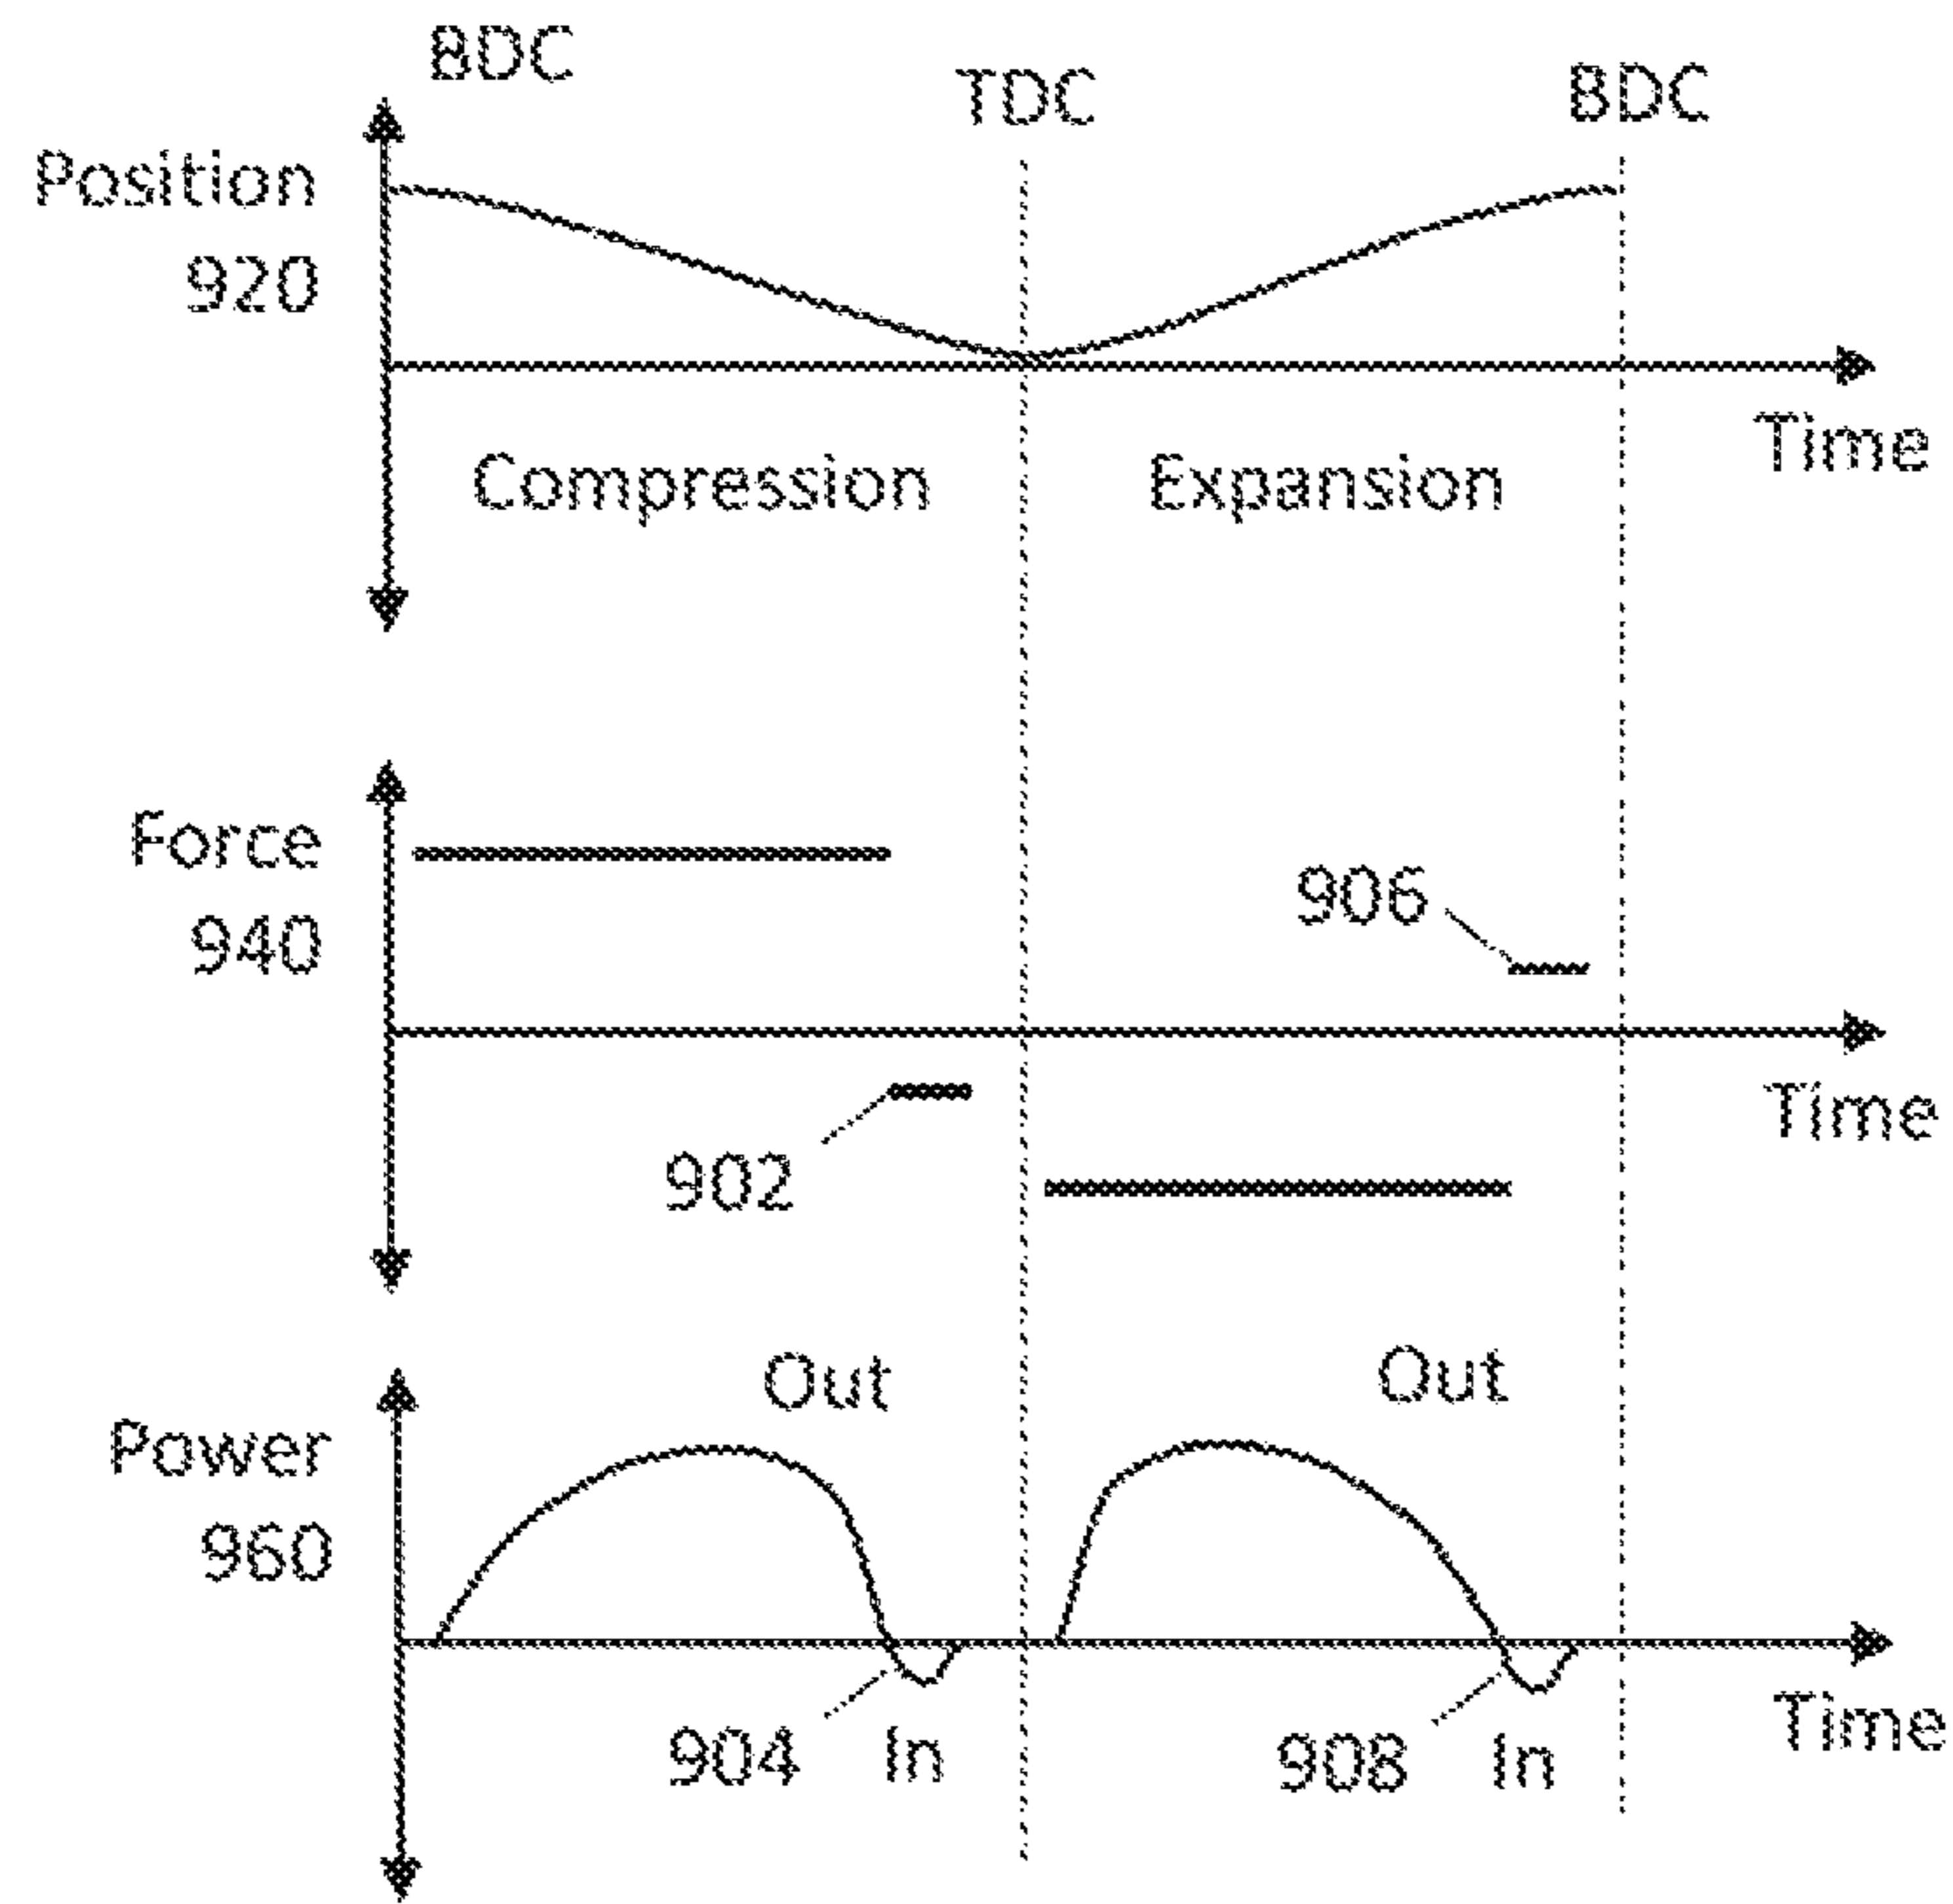 BDC
TDC
BDC
Position
920
Time
Compression
Expansion
Force
940
906
Time
902
Out
Out
Power
960
Time
904
In
908
In